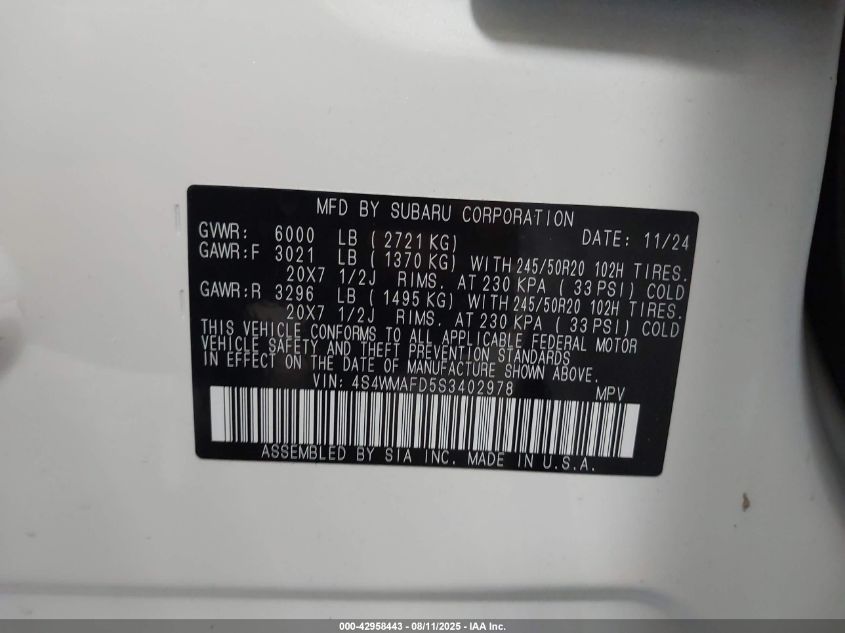 MFD BY SUBARU CORPORATION
GVWR: 6000 LB ( 2721 KG) DATE: 11/24
GAWR:F 3021 LB ( 1370 KG) WITH 245/50R20 102H TIRES.
20X7 1/2J RIMS. AT 230 KPA ( 33 PSI) COLD
GAWR:R 3296 LB ( 1495 KG) WITH 245/50R20 102H TIRES.
20X7 1/2J RIMS. AT 230 KPA ( 33 PSI) COLD
THIS VEHICLE CONFORMS TO ALL APPLICABLE FEDERAL MOTOR
VEHICLE SAFETY AND THEFT PREVENTION STANDARDS
IN EFFECT ON THE DATE OF MANUFACTURE SHOWN ABOVE.
VIN: 4S4WMAFD5S3402978 MPV
ASSEMBLED BY SIA INC. MADE IN U.S.A.
000-42958443 - 08/11/2025 - IAA Inc.